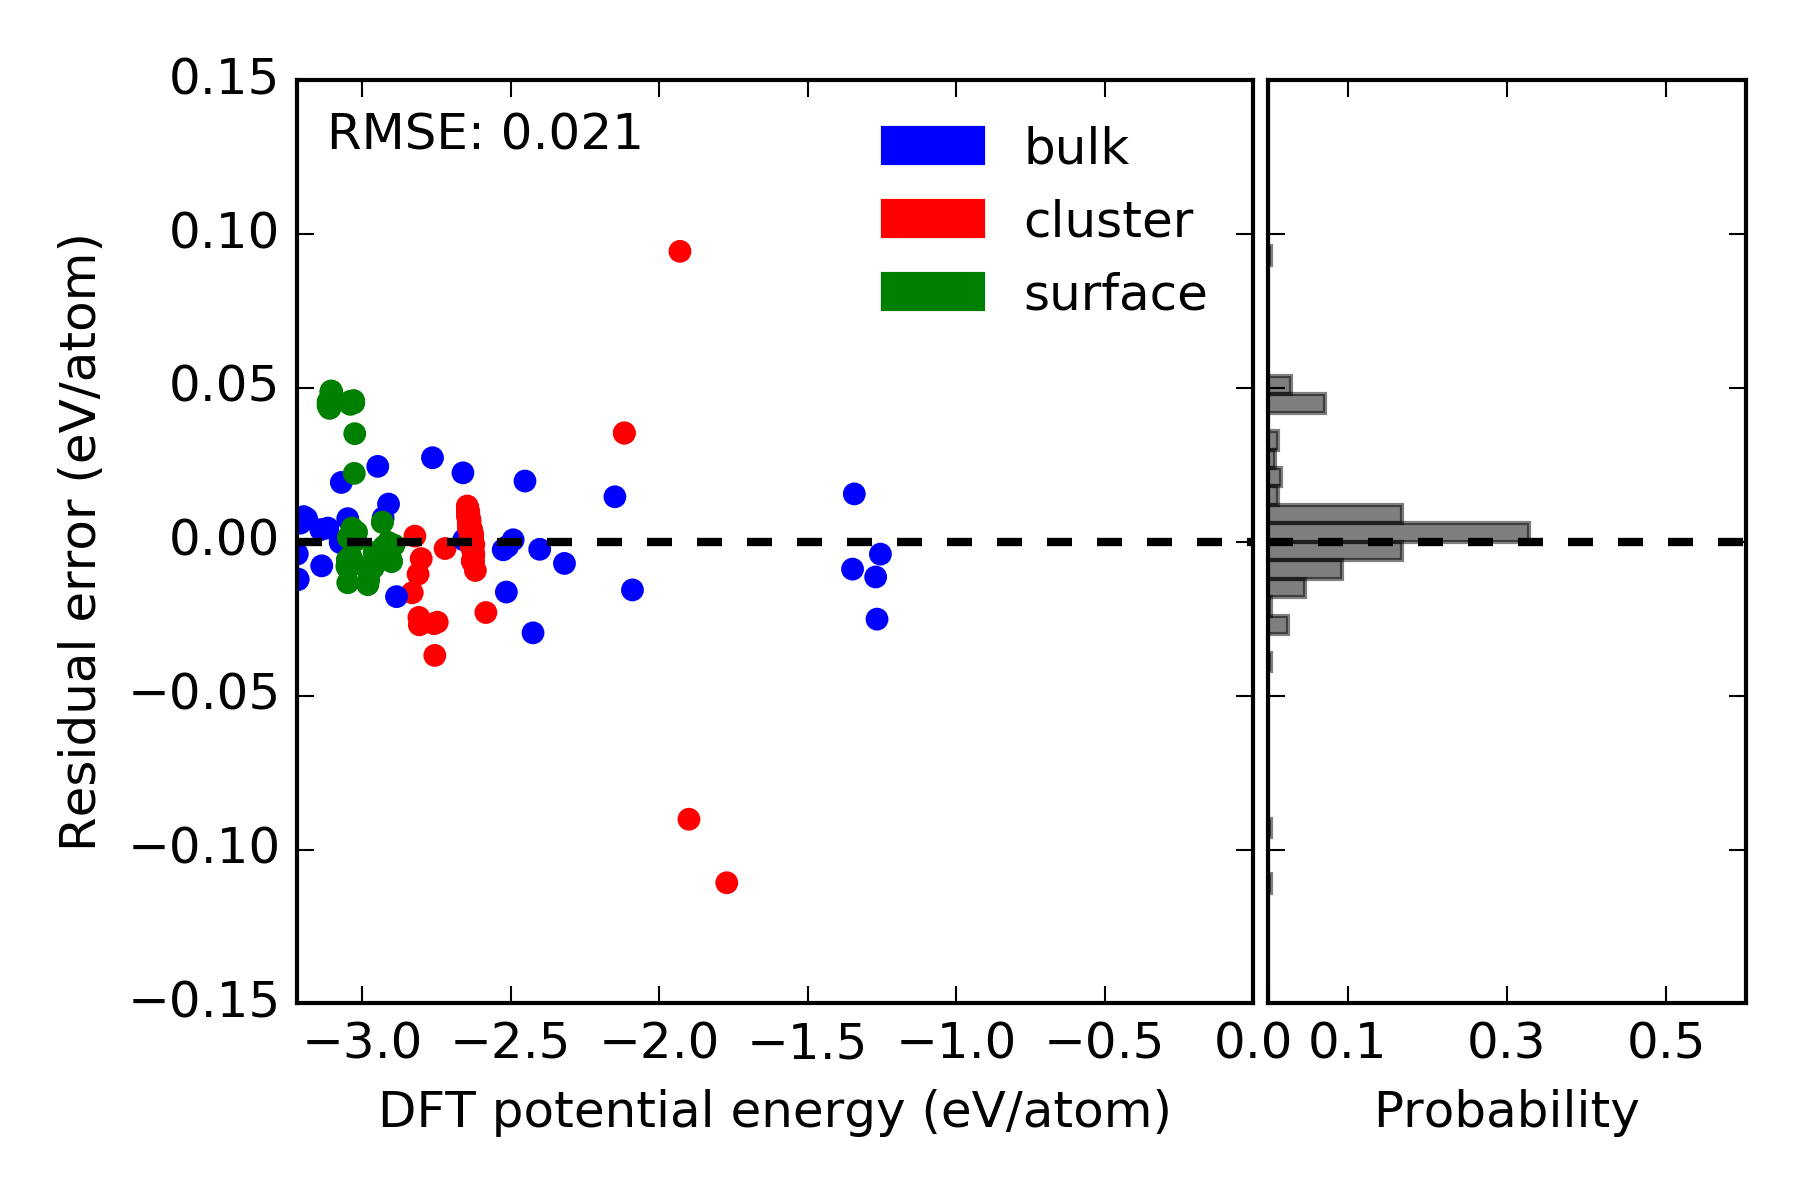 RMSE: 0.021
bulk
cluster
surface
Residual error (eV/atom)
0.15
0.10
0.05
0.00
−0.05
−0.10
−0.15
−3.0 −2.5 −2.0 −1.5 −1.0 −0.5 0.0 0.1 0.3 0.5
DFT potential energy (eV/atom) Probability